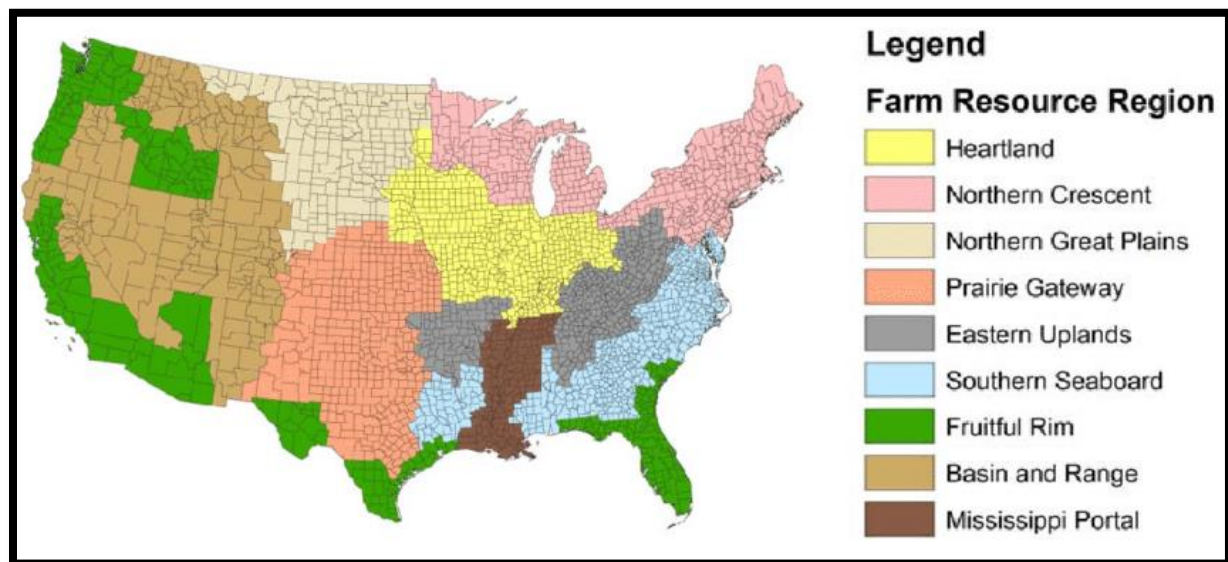 Legend
Farm Resource Region
Heartland
Northern Crescent
Northern Great Plains
Prairie Gateway
Eastern Uplands
Southern Seaboard
Fruitful Rim
Basin and Range
Mississippi Portal